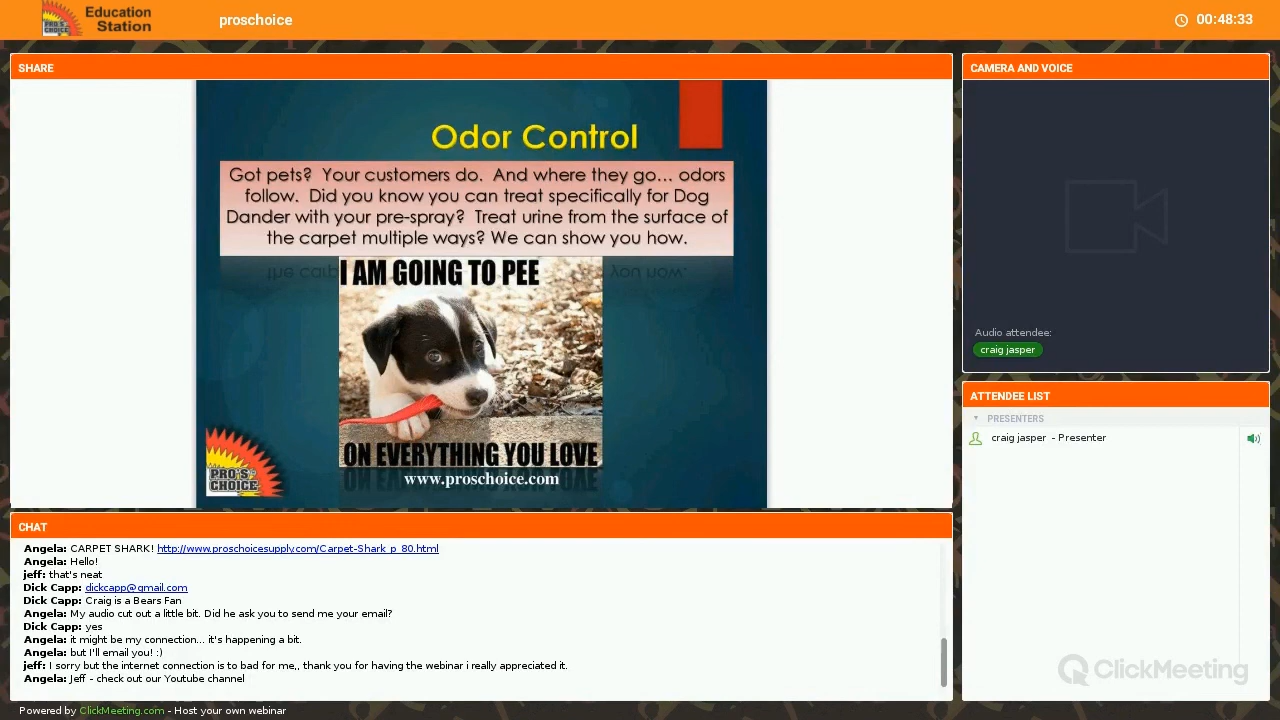 PRO'S
CHOICE
Education
Station
proschoice
00:48:33
SHARE
Odor Control
Got pets? Your customers do. And where they go... odors
follow. Did you know you can treat specifically for Dog
Dander with your pre-spray? Treat urine from the surface of
the carpet multiple ways? We can show you how.
I AM GOING TO PEE
ON EVERYTHING YOU LOVE
PRO'S
CHOICE
www.proschoice.com
CAMERA AND VOICE
Audio attendee:
craig jasper
ATTENDEE LIST
PRESENTERS
craig jasper - Presenter
CHAT
Angela: CARPET SHARK! http://www.proschoicesupply.com/Carpet-Shark_p_80.html
Angela: Hello!
jeff: that's neat
Dick Capp: dickcapp@gmail.com
Dick Capp: Craig is a Bears Fan
Angela: My audio cut out a little bit. Did he ask you to send me your email?
Dick Capp: yes
Angela: it might be my connection... it's happening a bit.
Angela: but I'll email you! :)
jeff: I sorry but the internet connection is to bad for me,, thank you for having the webinar i really appreciated it.
Angela: Jeff - check out our Youtube channel
ClickMeeting
Powered by ClickMeeting.com - Host your own webinar